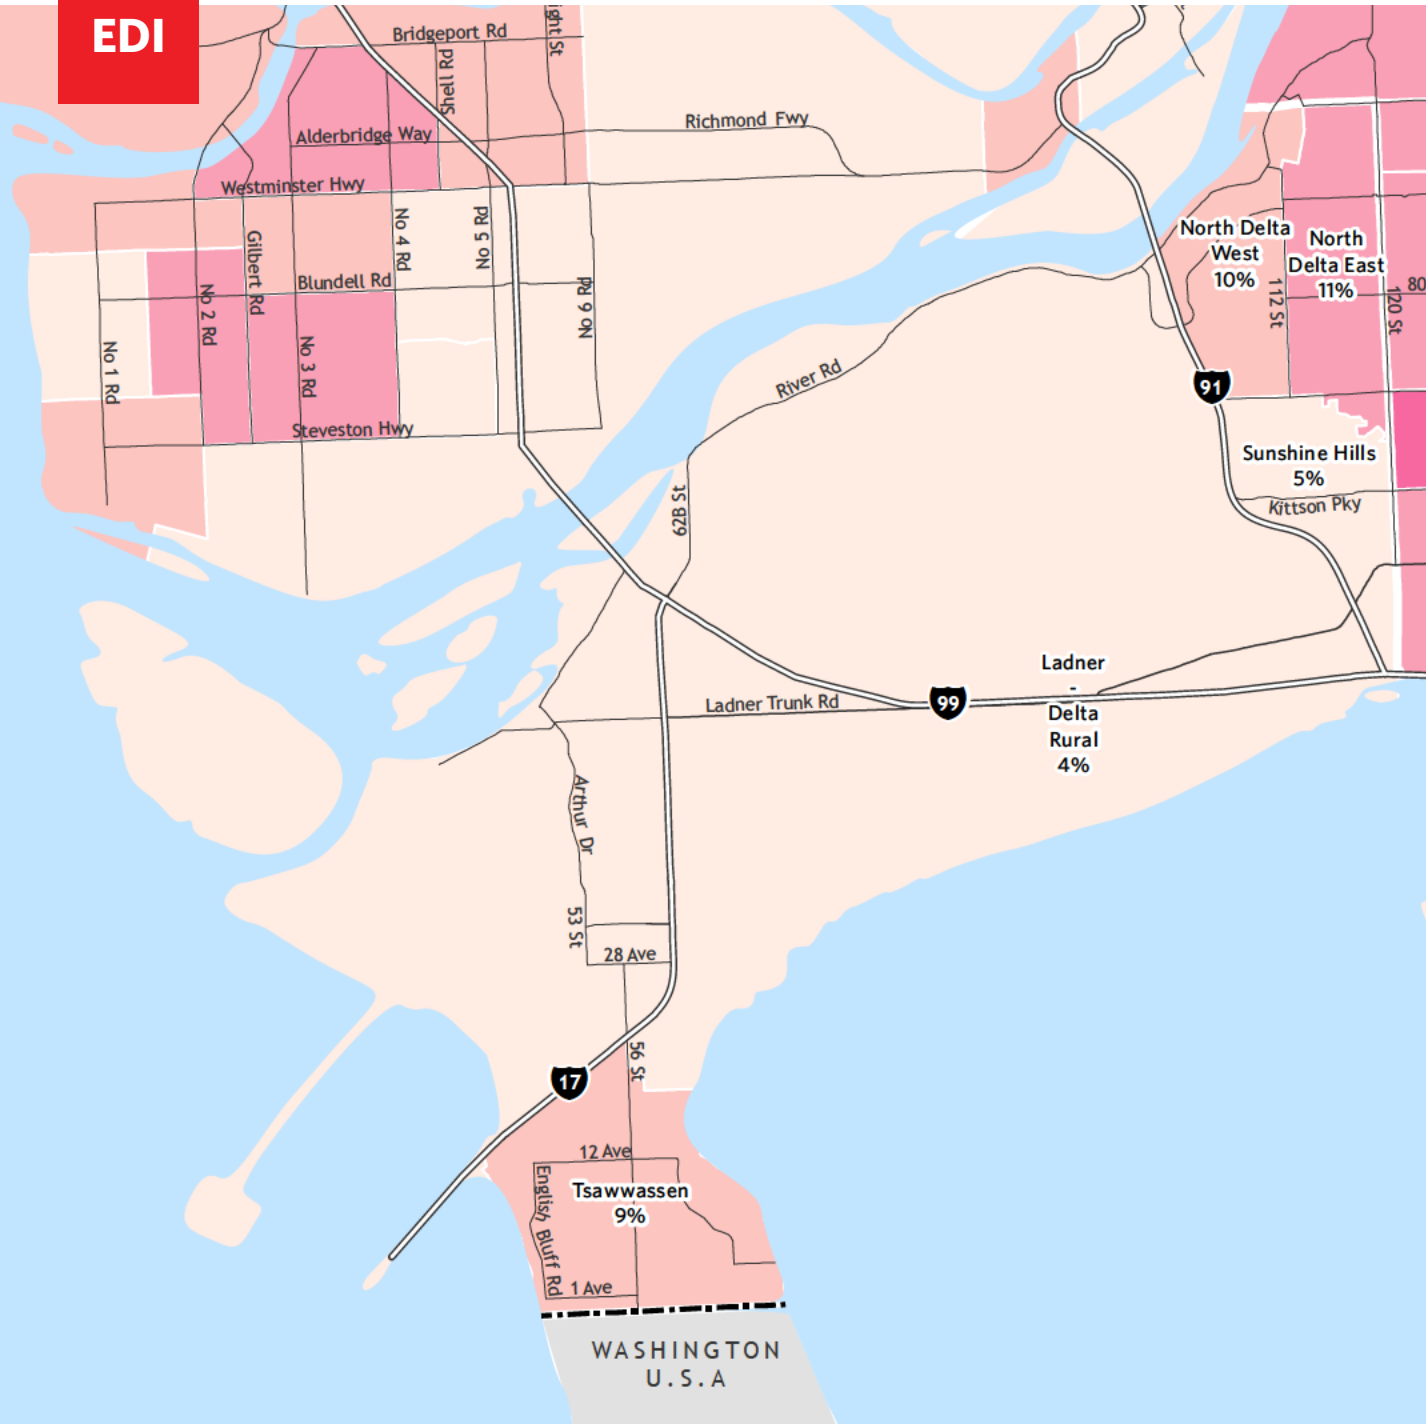 EDI
Bridgeport Rd
ight St
Shell Rd
Alderbridge Way
Richmond Fwy
Westminster Hwy
No 4 Rd
No 5 Rd
Gilbert Rd
Blundell Rd
No 2 Rd
No 6 Rd
No 1 Rd
No 3 Rd
Steveston Hwy
North Delta
West
10%
North
Delta East
11%
112 St
120 St
80
River Rd
91
Sunshine Hills
5%
Kittson Pky
62B St
Ladner
-
Delta
Rural
4%
99
Ladner Trunk Rd
Arthur Dr
53 St
28 Ave
56 St
17
12 Ave
English Bluff Rd
Tsawwassen
9%
1 Ave
WASHINGTON
U.S.A